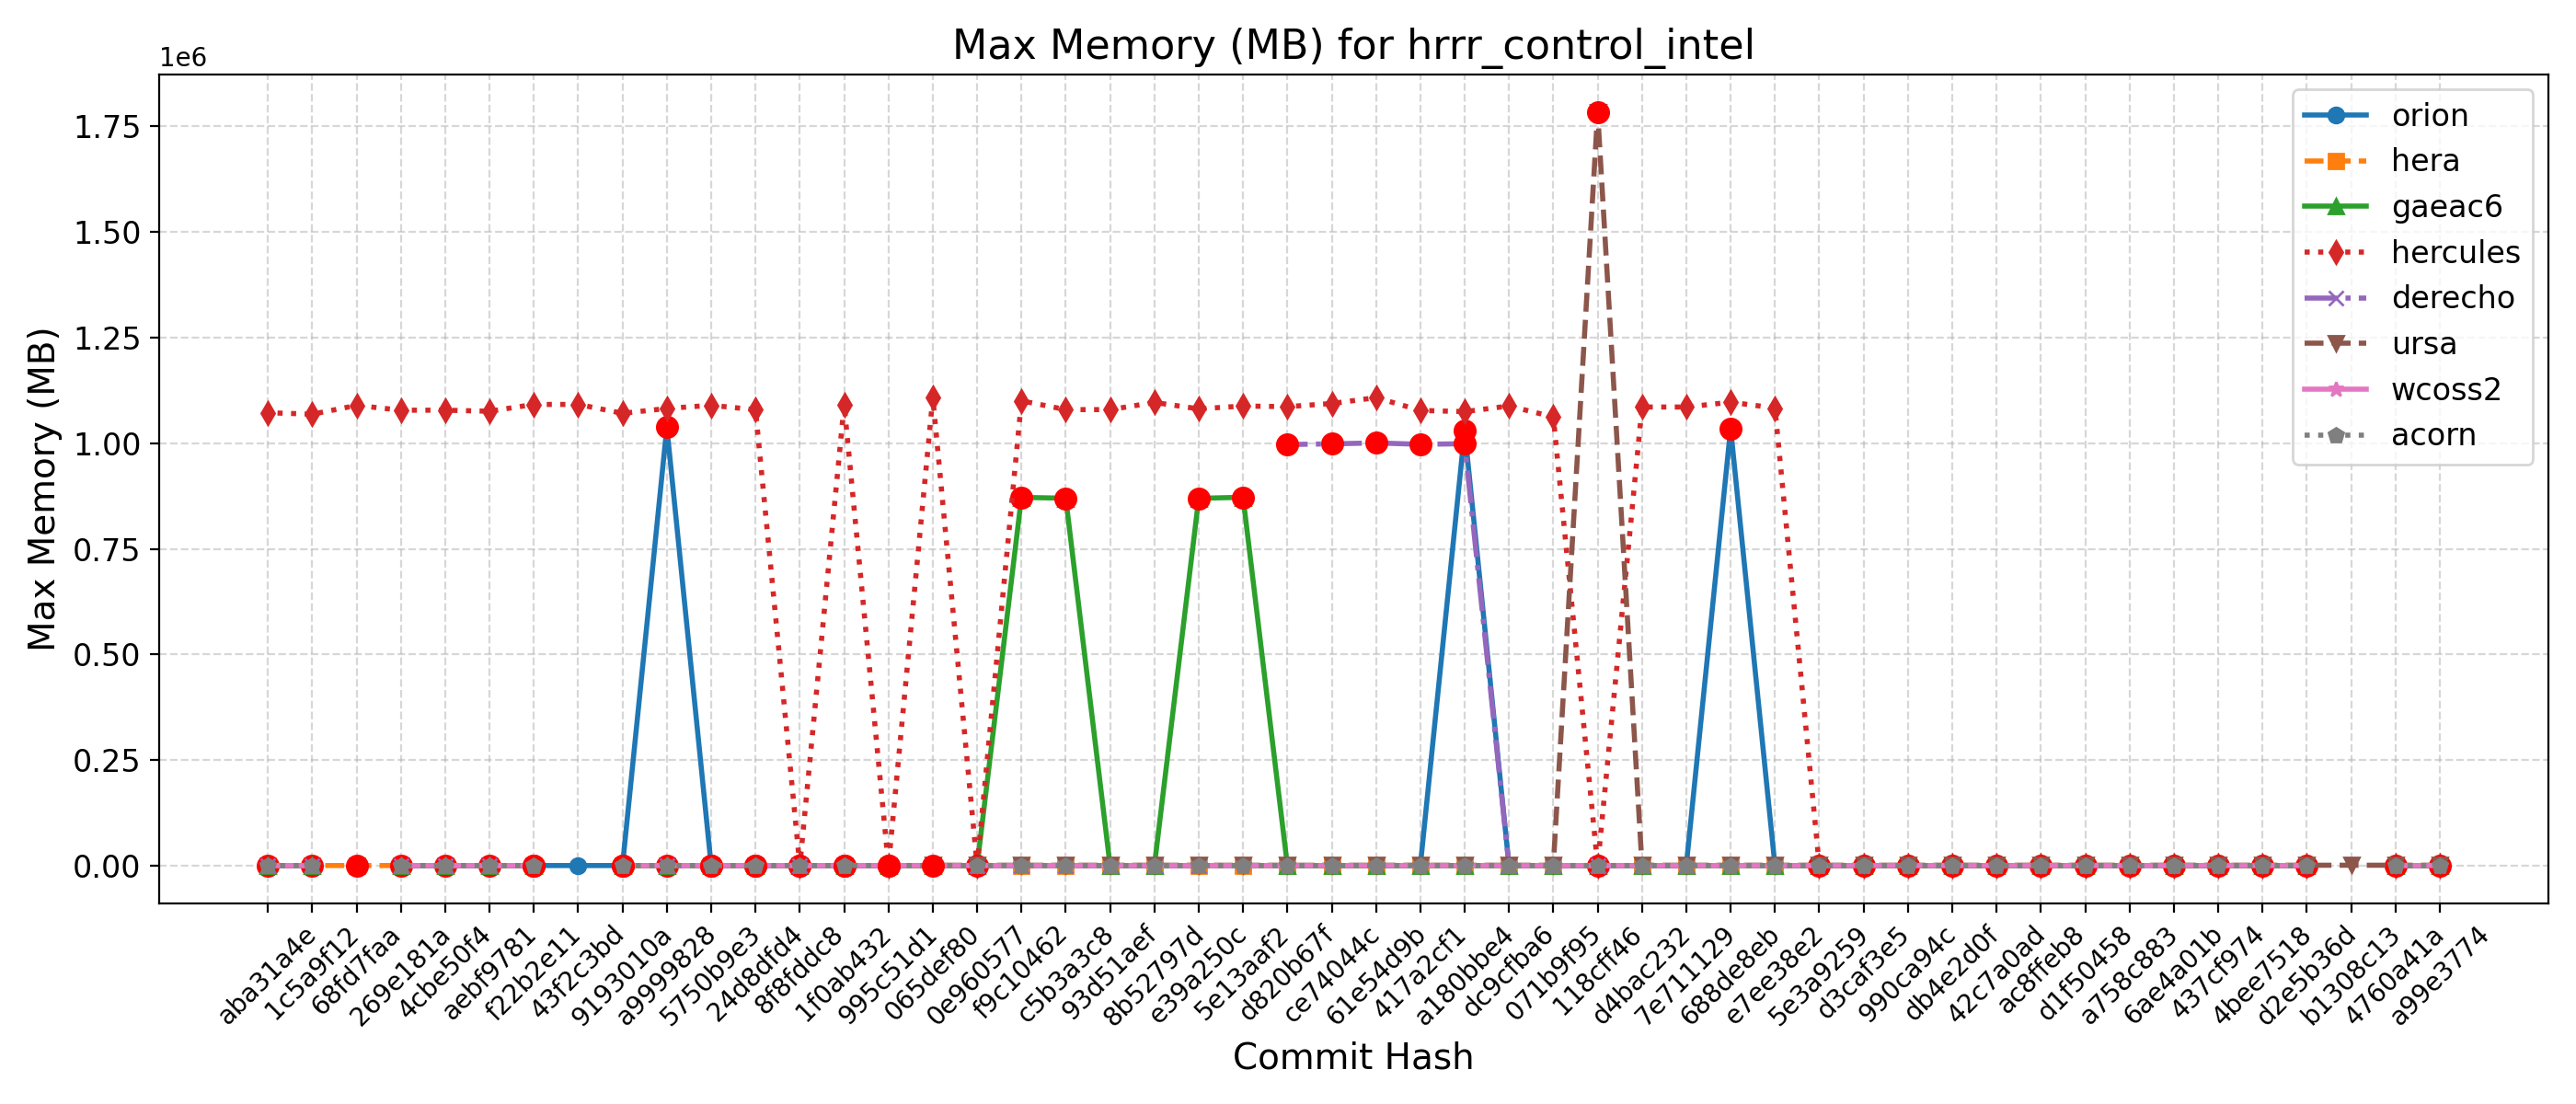 Max Memory (MB) for hrrr_control_intel
1e6
1.75
1.50
1.25
1.00
0.75
0.50
0.25
0.00
Max Memory (MB)
orion
hera
gaeac6
hercules
derecho
ursa
wcoss2
acorn
aba31a4e
1c5a9f12
68fd7faa
269e181a
4cbe50f4
aebf9781
f22b2e11
43f2c3bd
9193010a
a9999828
5750b9e3
24d8dfd4
8f8fddc8
1f0ab432
995c51d1
065def80
0e960577
f9c10462
c5b3a3c8
93d51aef
8b52797d
e39a250c
5e13aaf2
d820b67f
ce74044c
61e54d9b
417a2cf1
a180bbe4
dc9cfba6
071b9f95
118cff46
d4bac232
7e711129
688de8eb
e7ee38e2
5e3a9259
d3caf3e5
990ca94c
db4e2d0f
42c7a0ad
ac8ffeb8
d1f50458
a758c883
6ae4a01b
437cf974
4bee7518
d2e5b36d
b1308c13
4760a41a
a99e3774
Commit Hash